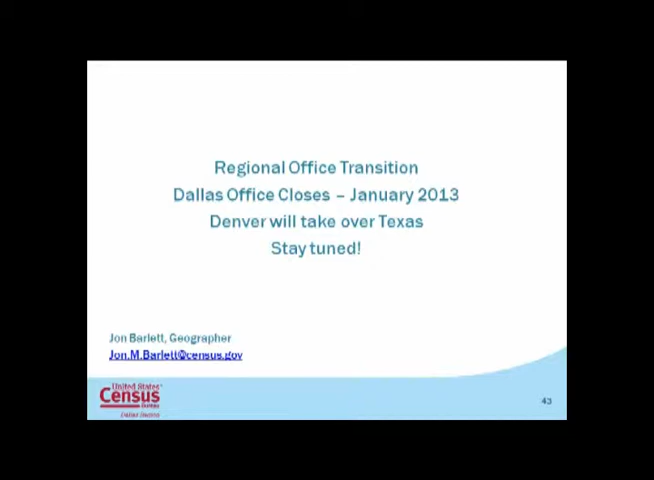 Regional Office Transition
Dallas Office Closes – January 2013
Denver will take over Texas
Stay tuned!
Jon Barlett, Geographer
Jon.M.Barlett@census.gov
United States
Census
Bureau
43